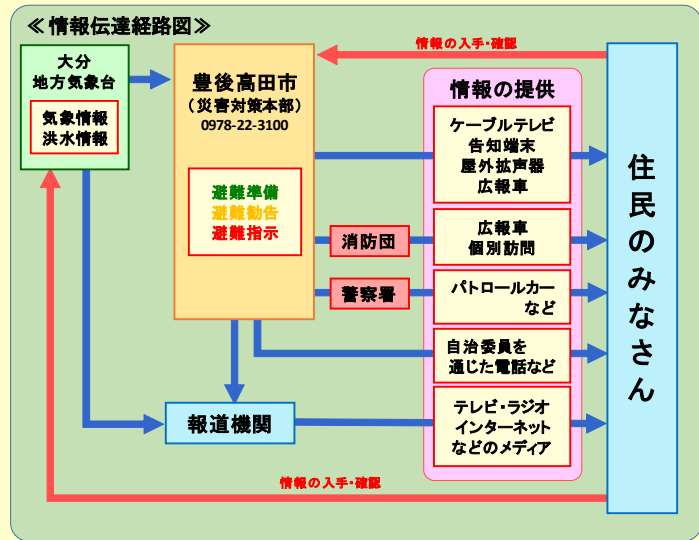 ≪情報伝達経路図≫
大分
地方気象台
気象情報
洪水情報
豊後高田市
(災害対策本部)
0978-22-3100
避難準備
避難勧告
避難指示
情報の入手・確認
情報の提供
ケーブルテレビ
告知端末
屋外拡声器
広報車
消防団
広報車
個別訪問
警察署
パトロールカー
など
自治委員を
通じた電話など
報道機関
テレビ・ラジオ
インターネット
などのメディア
住民のみなさん
情報の入手・確認